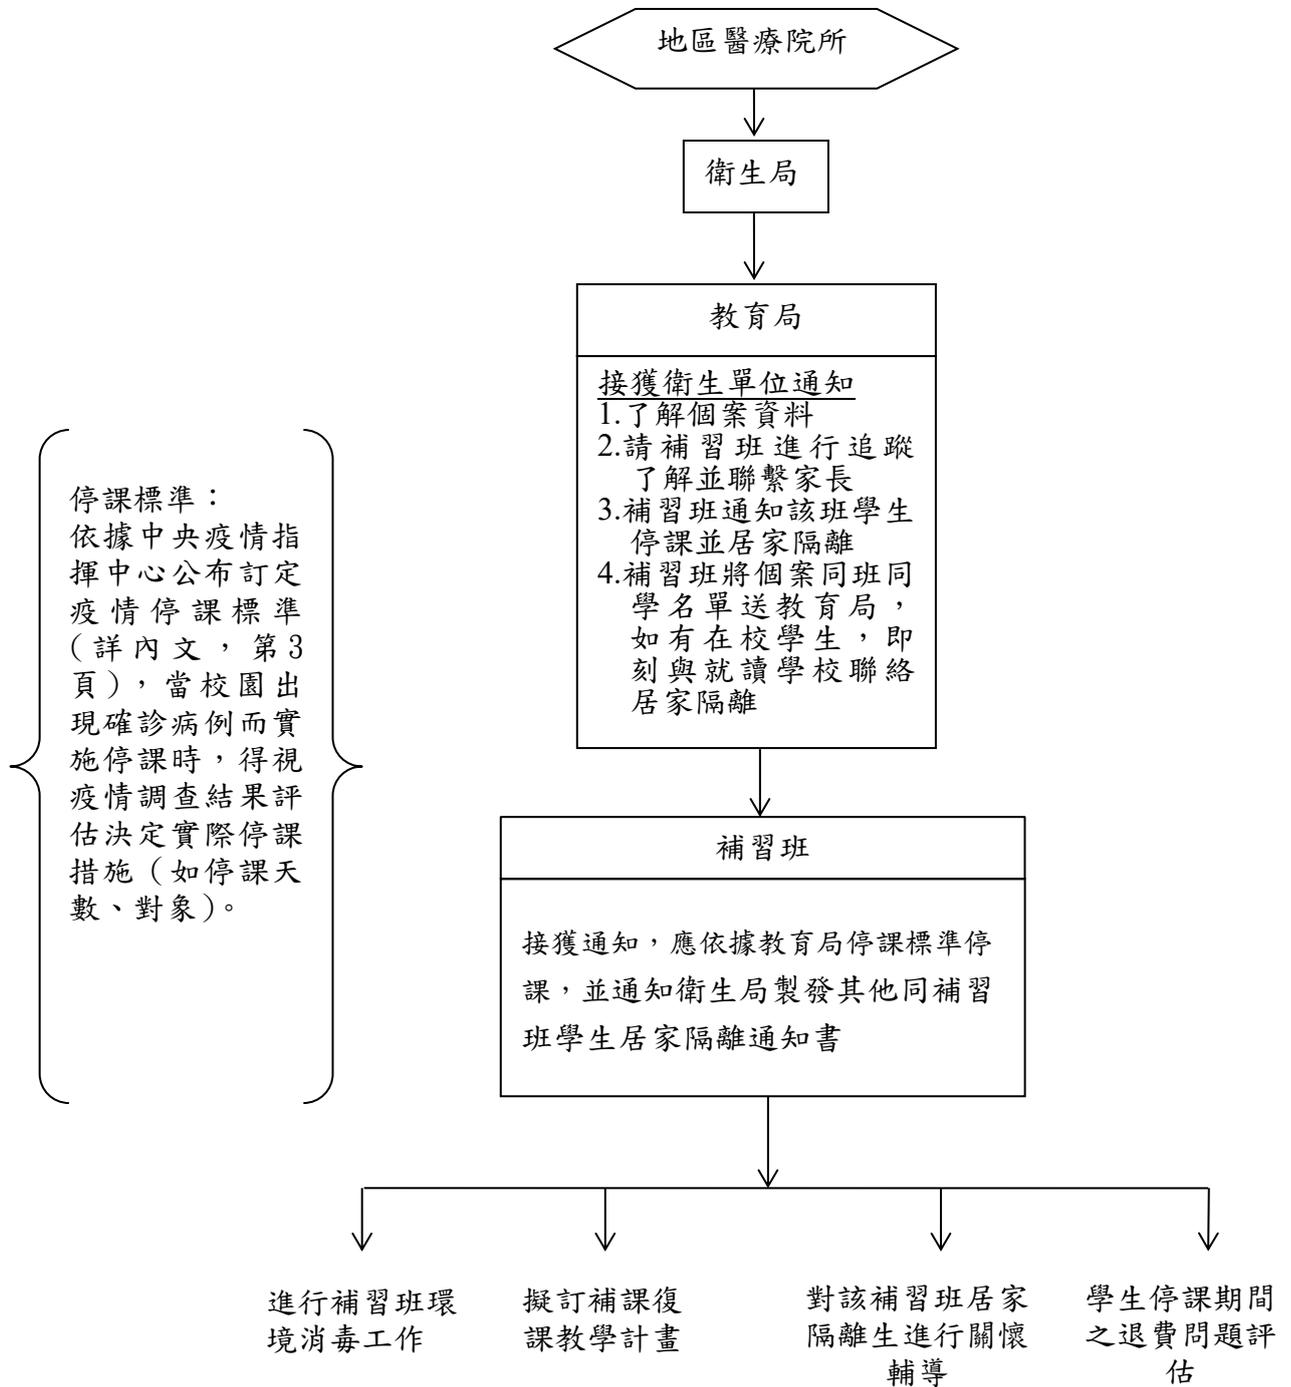 地區醫療院所
衛生局
教育局
接獲衛生單位通知
1.了解個案資料
2.請補習班進行追蹤
了解並聯繫家長
3.補習班通知該班學生
停課並居家隔離
4.補習班將個案同班同
學名單送教育局，
如有在校學生，即
刻與就讀學校聯絡
居家隔離
停課標準：
依據中央疫情指
揮中心公布訂定
疫情停課標準
（詳內文，第3
頁），當校園出
現確診病例而實
施停課時，得視
疫情調查結果評
估決定實際停課
措施（如停課天
數、對象）。
補習班
接獲通知，應依據教育局停課標準停
課，並通知衛生局製發其他同補習
班學生居家隔離通知書
進行補習班環
境消毒工作
擬訂補課復
課教學計畫
對該補習班居家
隔離生進行關懷
輔導
學生停課期間
之退費問題評
估